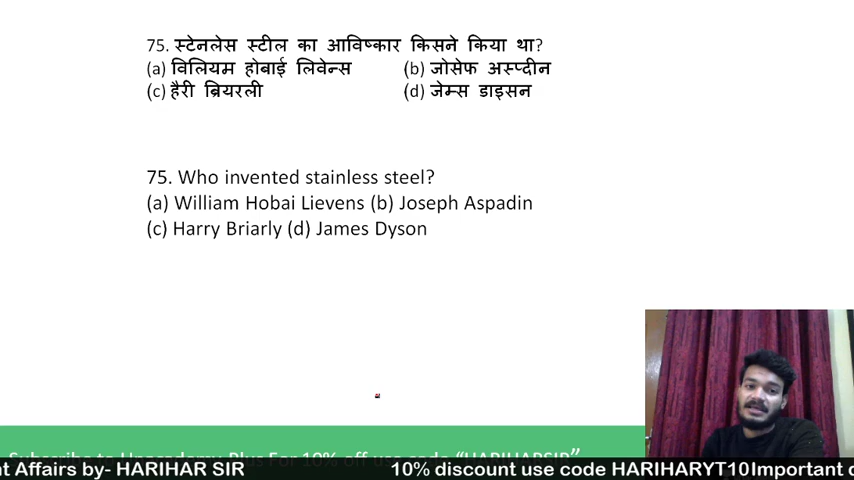 75. स्टेनलेस स्टील का आविष्कार किसने किया था?
(a) विलियम होबाई लिवेन्स (b) जोसेफ अस्प्दीन
(c) हैरी ब्रियरली (d) जेम्स डाइसन
75. Who invented stainless steel?
(a) William Hobai Lievens (b) Joseph Aspadin
(c) Harry Briarly (d) James Dyson
nt Affairs by- HARIHAR SIR 10% discount use code HARIHARYT10Important